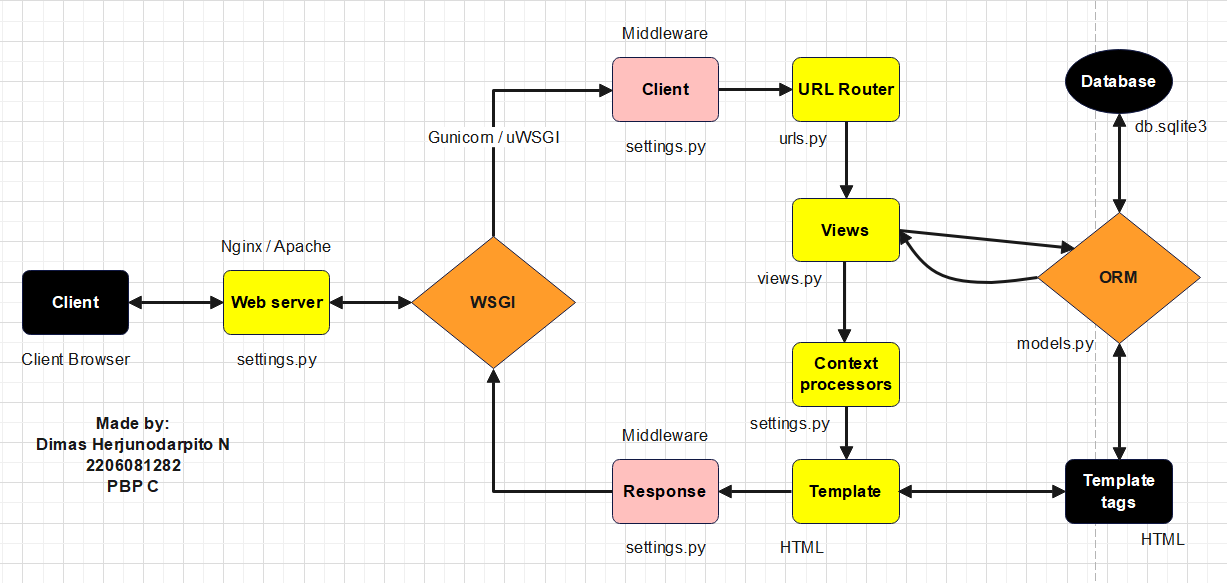 Middleware
Client
settings.py
URL Router
urls.py
Database
db.sqlite3
Gunicorn / uWSGI
Views
views.py
ORM
models.py
Nginx / Apache
Client
Client Browser
Web server
settings.py
WSGI
Context
processors
settings.py
Made by:
Dimas Herjunodarpito N
2206081282
PBP C
Middleware
Response
settings.py
Template
HTML
Template
tags
HTML